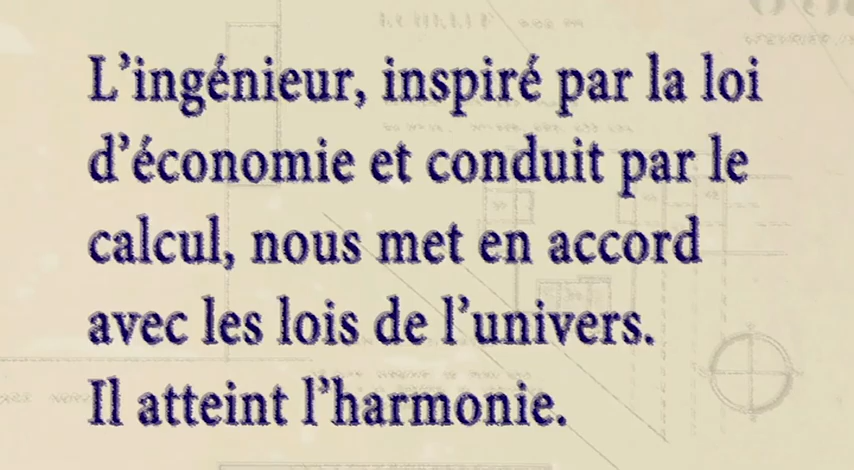 L’ingénieur, inspiré par la loi
d’économie et conduit par le
calcul, nous met en accord
avec les lois de l’univers.
Il atteint l’harmonie.